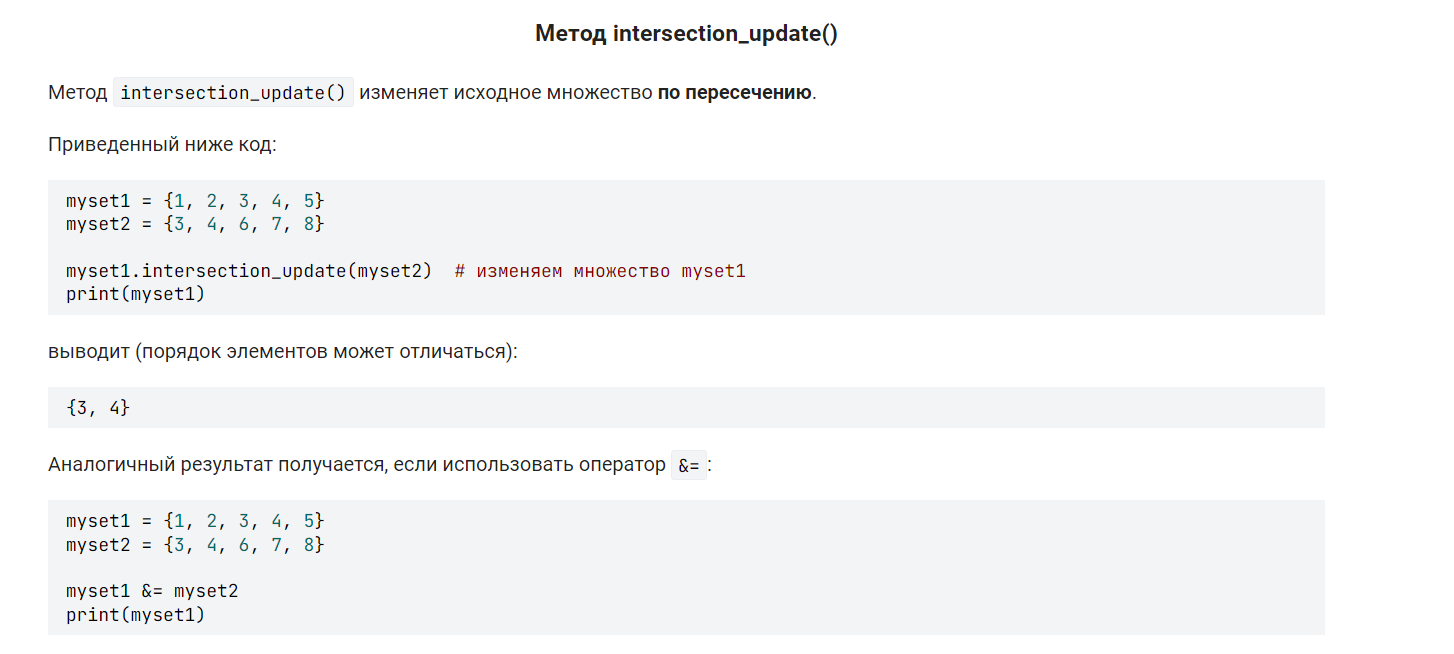 Метод intersection_update()
Метод intersection_update() изменяет исходное множество по пересечению.
Приведенный ниже код:
myset1 = {1, 2, 3, 4, 5}
myset2 = {3, 4, 6, 7, 8}
myset1.intersection_update(myset2)  # изменяем множество myset1
print(myset1)
выводит (порядок элементов может отличаться):
{3, 4}
Аналогичный результат получается, если использовать оператор &=:
myset1 = {1, 2, 3, 4, 5}
myset2 = {3, 4, 6, 7, 8}
myset1 &= myset2
print(myset1)